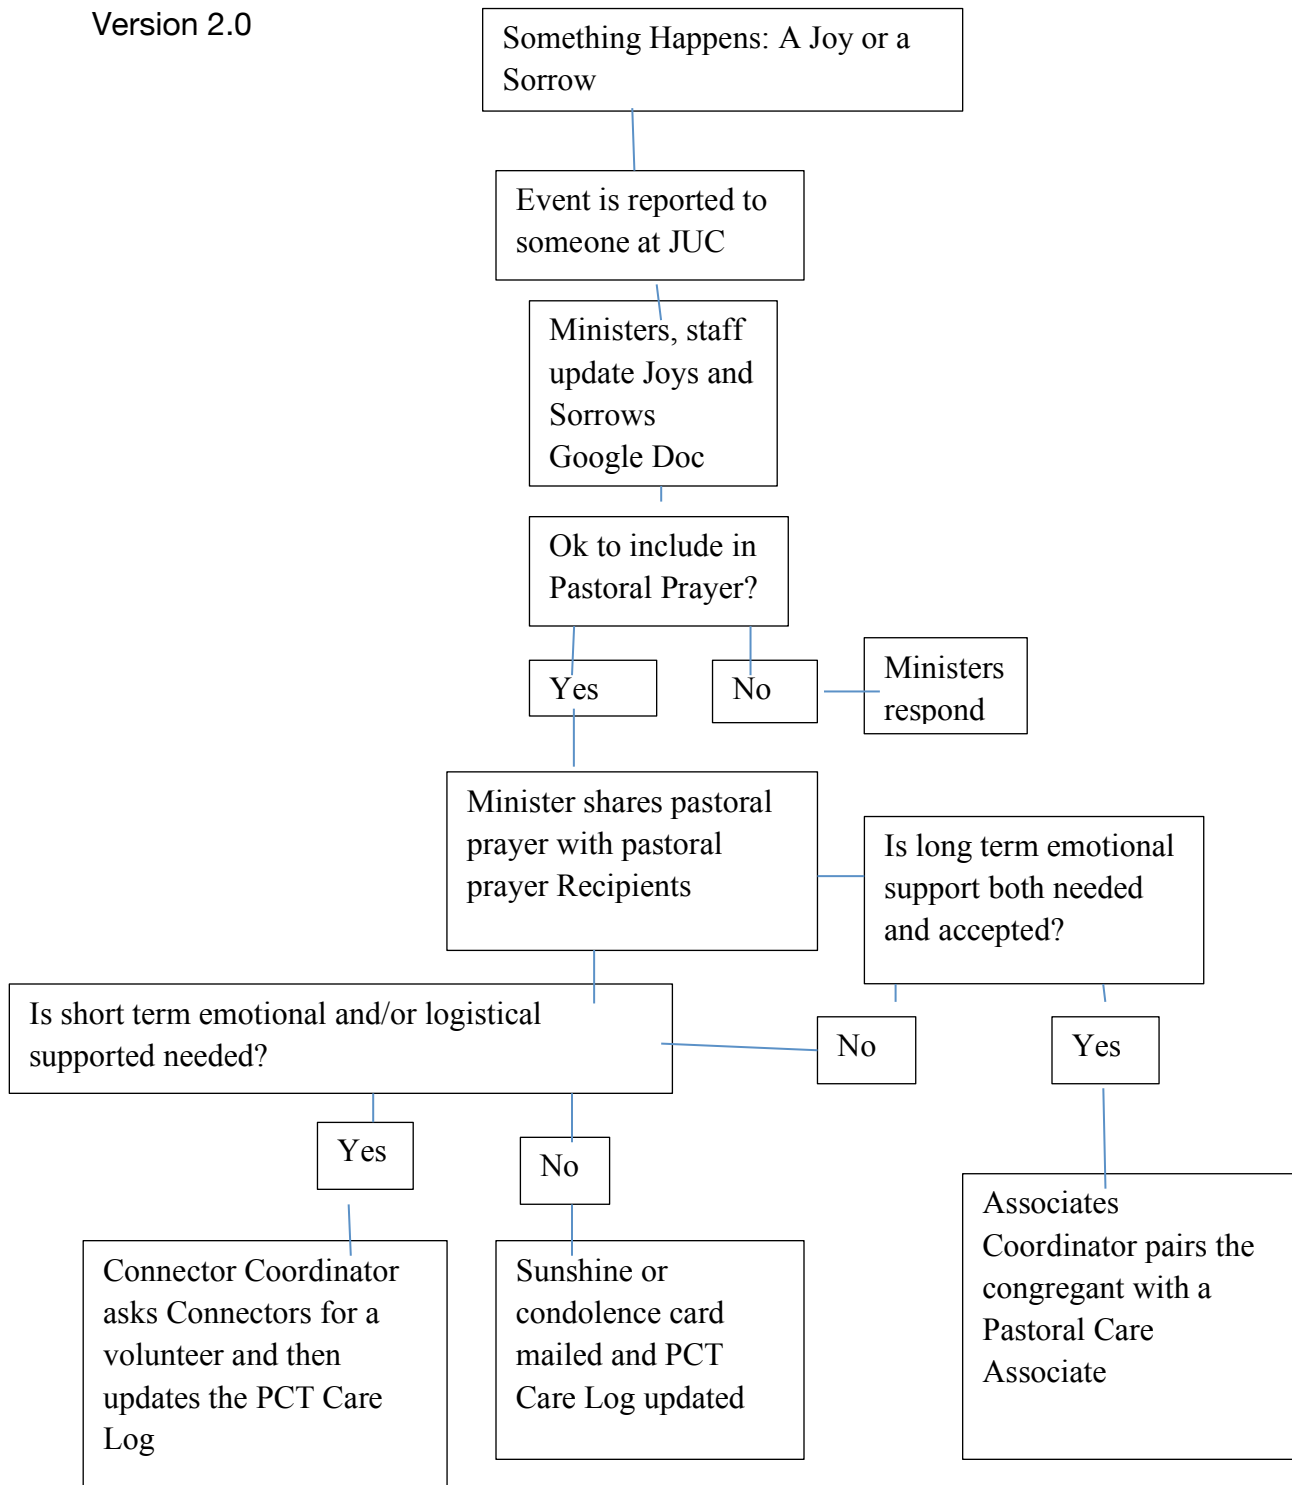 Version 2.0
Something Happens: A Joy or a
Sorrow
Event is reported to
someone at JUC
Ministers, staff
update Joys and
Sorrows
Google Doc
Ok to include in
Pastoral Prayer?
Yes
No
Ministers
respond
Minister shares pastoral
prayer with pastoral
prayer Recipients
Is long term emotional
support both needed
and accepted?
Is short term emotional and/or logistical
supported needed?
No
Yes
Yes
No
Connector Coordinator
asks Connectors for a
volunteer and then
updates the PCT Care
Log
Sunshine or
condolence card
mailed and PCT
Care Log updated
Associates
Coordinator pairs the
congregant with a
Pastoral Care
Associate